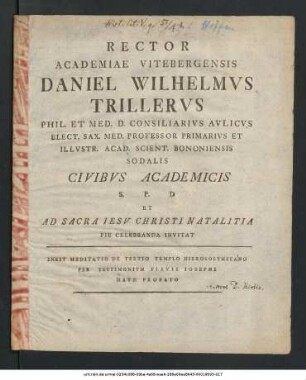 RECTOR
ACADEMIAE VITEBERGENSIS
DANIEL WILHELMVS
TRILLERVS
PHIL. ET MED. D. CONSILIARIVS AVLICVS
ELECT. SAX. MED. PROFESSOR PRIMARIVS ET
ILLVSTR. ACAD. SCIENT. BONONIENSIS
SODALIS
CIVIBVS ACADEMICIS
S. P. D
ET
AD SACRA IESV CHRISTI NATALITIA
PIE CELEBRANDA INVITAT
INEST MEDITATIO DE TERTIO TEMPLO HIEROSOLYMITANO
PER TESTIMONIVM FLAVII IOSEPHI
HAVD PROBATO